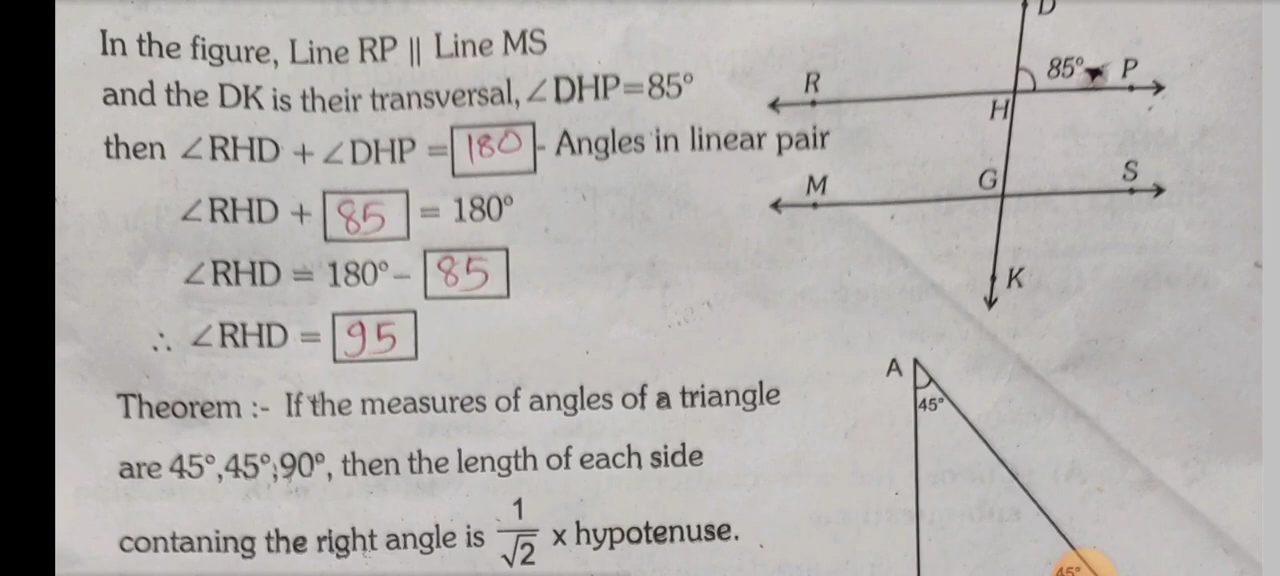 In the figure, Line RP || Line MS
and the DK is their transversal, ∠DHP=85°
then ∠RHD + ∠DHP = 180 - Angles in linear pair
∠RHD + 85 = 180°
∠RHD = 180° - 85
∴ ∠RHD = 95
D
85° P
R
H
G
S
M
K
Theorem :- If the measures of angles of a triangle
are 45°,45°,90°, then the length of each side
contaning the right angle is 1/√2 x hypotenuse.
A
45°
45°